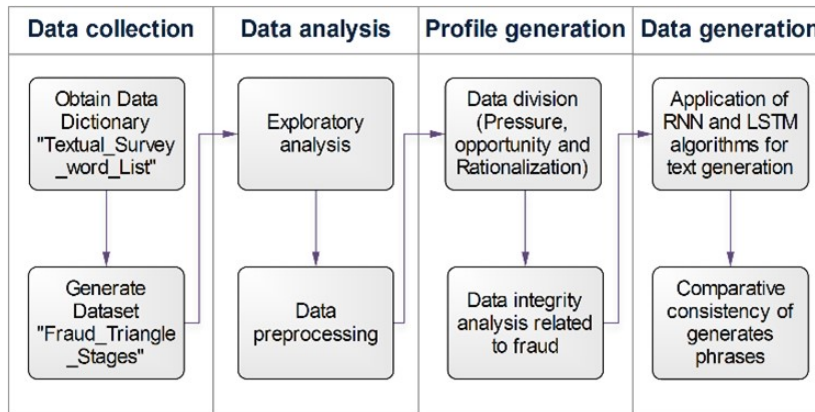 Data collection
Data analysis
Profile generation
Data generation
Obtain Data
Dictionary
"Textual_Survey
_word_List"
Generate
Dataset
"Fraud_Triangle
_Stages"
Exploratory
analysis
Data
preprocessing
Data division
(Pressure,
opportunity and
Rationalization)
Data integrity
analysis related
to fraud
Application of
RNN and LSTM
algorithms for
text generation
Comparative
consistency of
generates
phrases